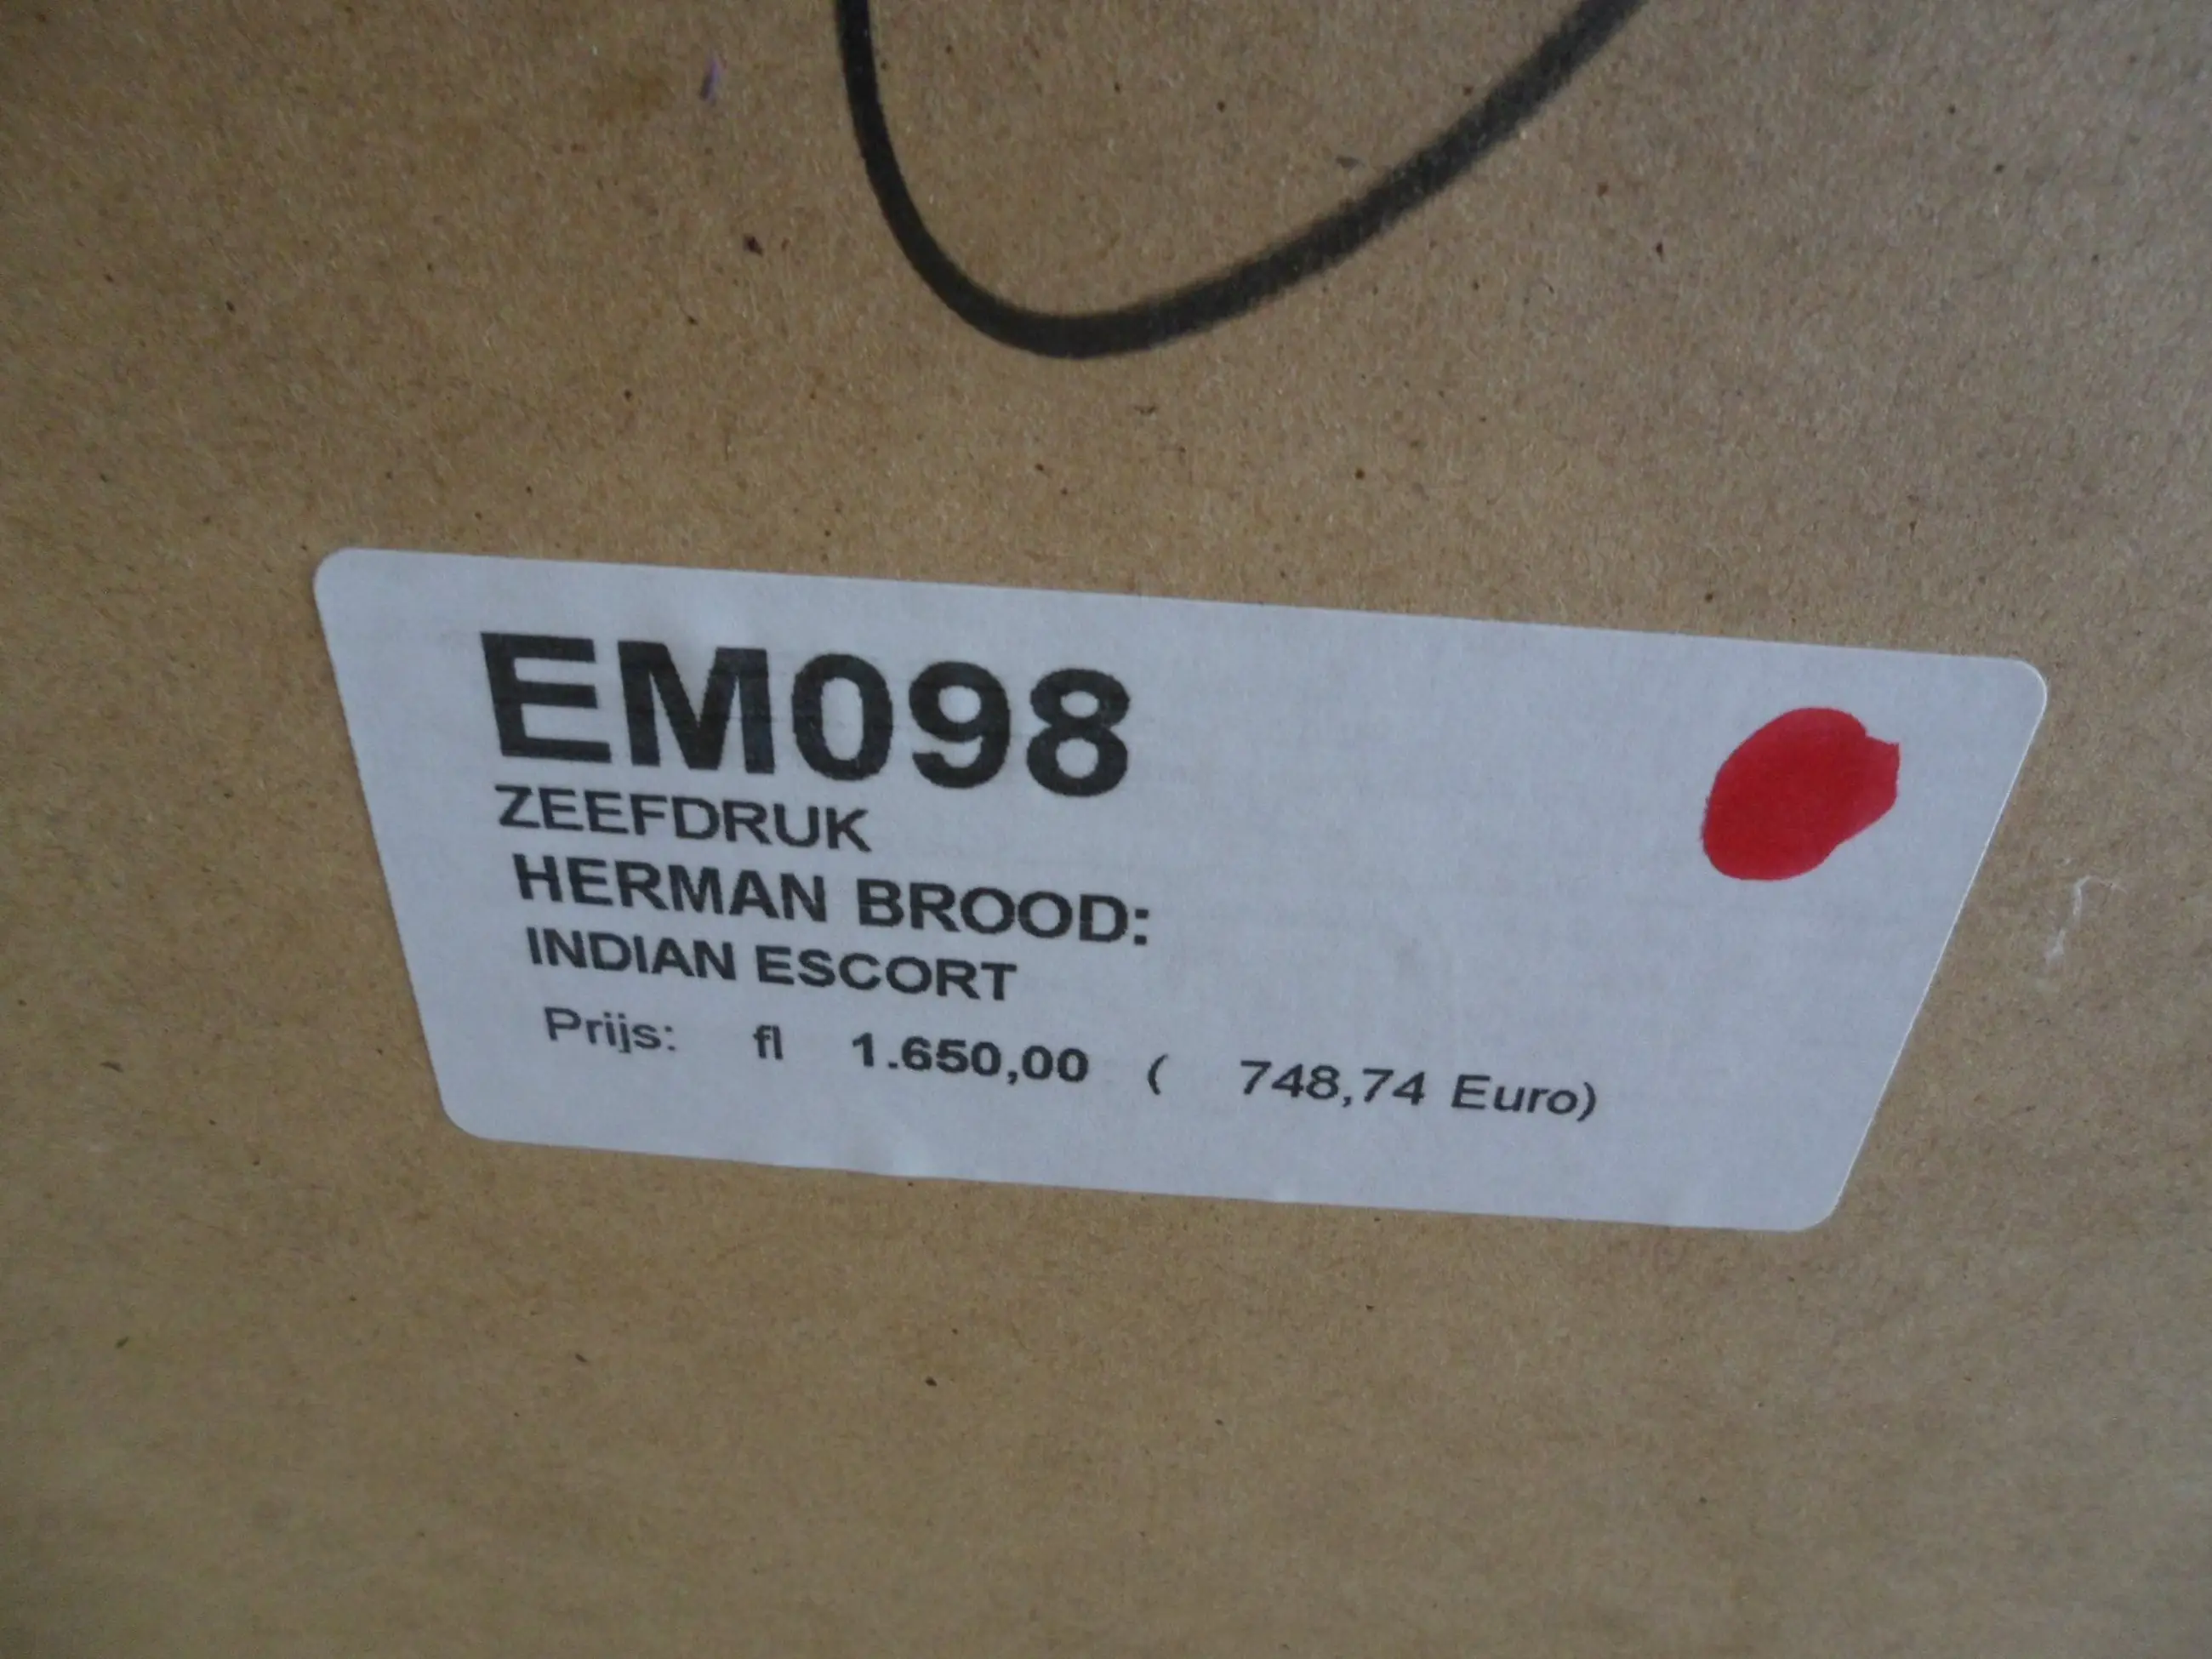 EM098
ZEEFDRUK
HERMAN BROOD:
INDIAN ESCORT
Prijs: fl 1.650,00 ( 748,74 Euro)